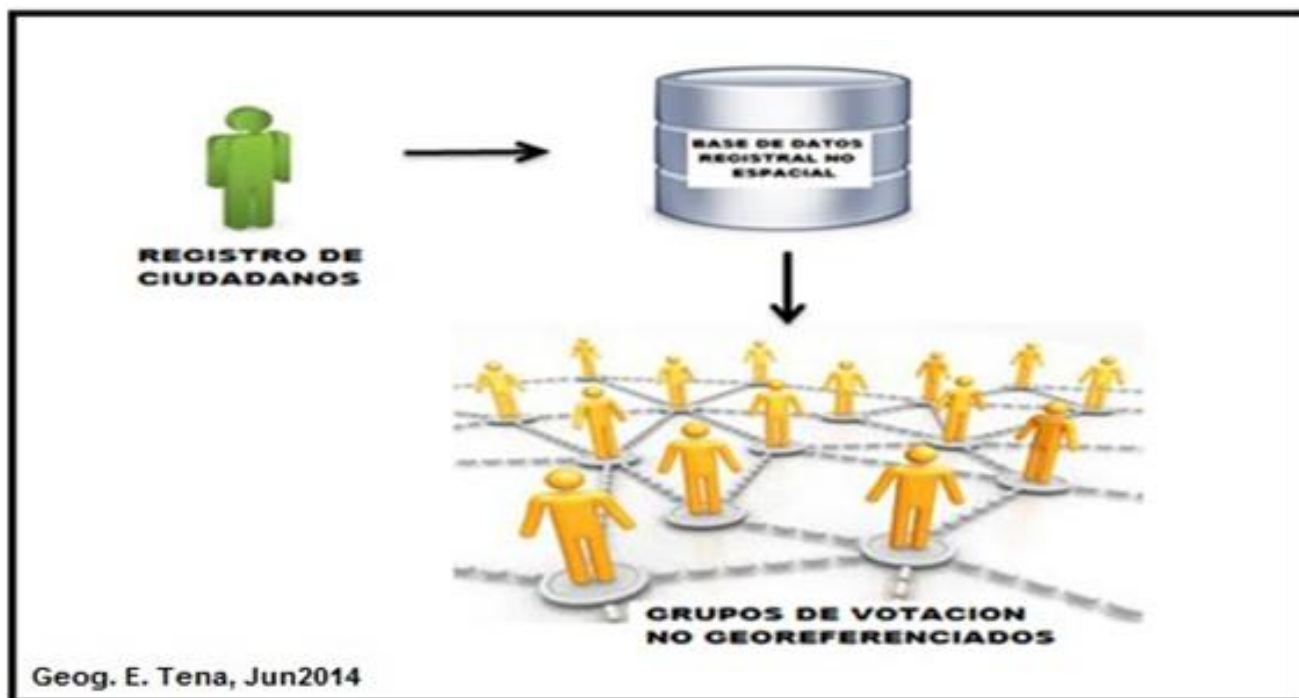 BASE DE DATOS
REGISTRAL NO
ESPACIAL
REGISTRO DE
CIUDADANOS
GRUPOS DE VOTACION
NO GEOREFERENCIADOS
Geog. E. Tena, Jun2014